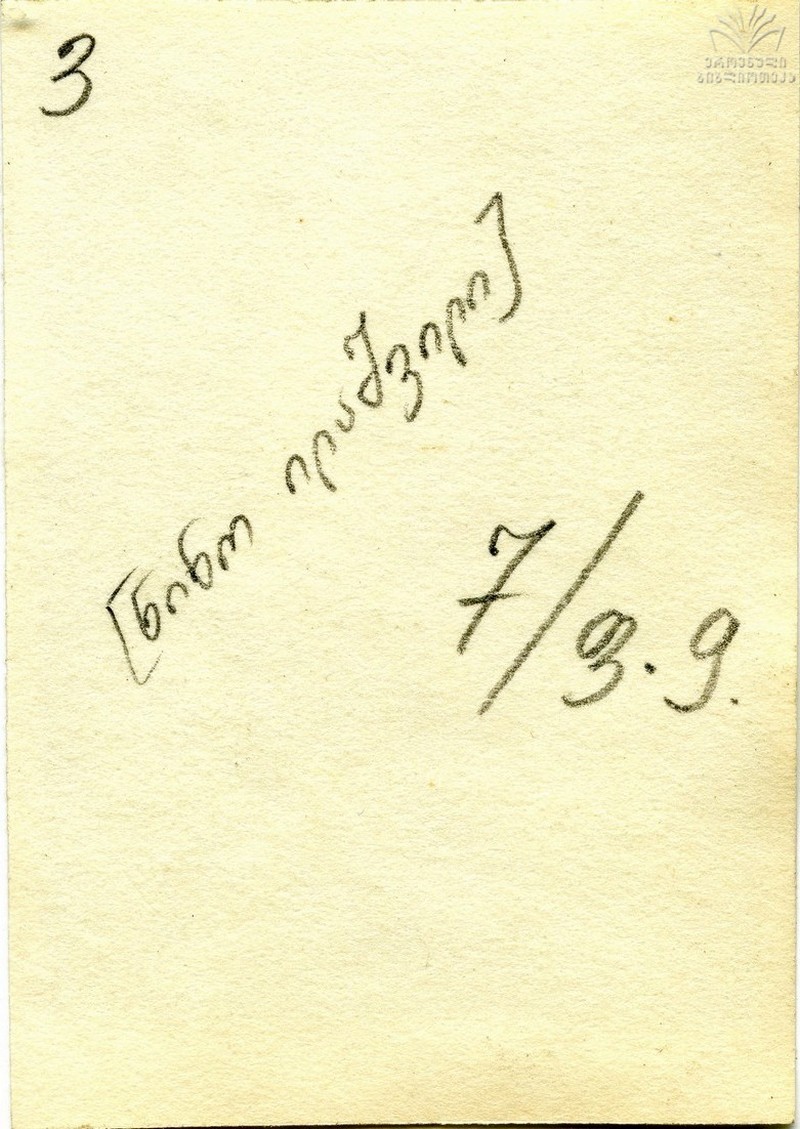 3
ეროვნული
ბიბლიოთეკა
[ნინო ილაშვილი]
7/ფ. 9.